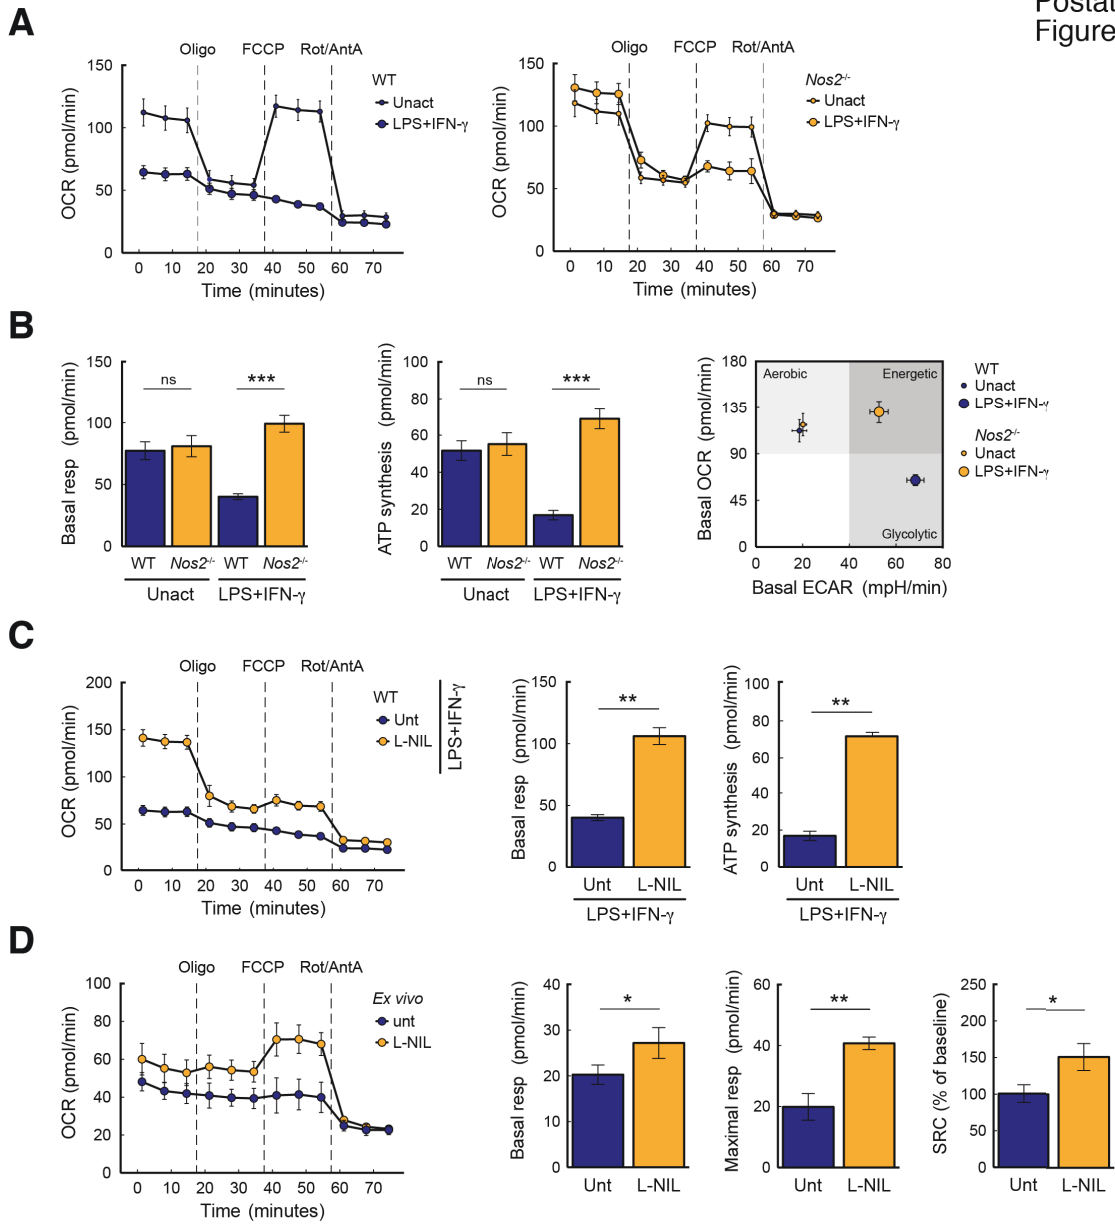 Postat
Figure
A
Oligo FCCP Rot/AntA
150
100
50
0
OCR (pmol/min)
0 10 20 30 40 50 60 70
Time (minutes)
WT
Unact
LPS+IFN-γ
Oligo FCCP Rot/AntA
150
100
50
0
OCR (pmol/min)
0 10 20 30 40 50 60 70
Time (minutes)
Nos2-/-
Unact
LPS+IFN-γ
B
150
100
50
0
Basal resp (pmol/min)
ns ***
WT Nos2-/- WT Nos2-/-
Unact LPS+IFN-γ
100
80
60
40
20
0
ATP synthesis (pmol/min)
ns ***
WT Nos2-/- WT Nos2-/-
Unact LPS+IFN-γ
180
135
90
45
0
Basal OCR (pmol/min)
Aerobic Energetic
Glycolytic
0 20 40 60 80
Basal ECAR (mpH/min)
WT
Unact
LPS+IFN-γ
Nos2-/-
Unact
LPS+IFN-γ
C
Oligo FCCP Rot/AntA
200
150
100
50
0
OCR (pmol/min)
0 10 20 30 40 50 60 70
Time (minutes)
WT
Unt
L-NIL
LPS+IFN-γ
150
100
50
0
Basal resp (pmol/min)
**
Unt L-NIL
LPS+IFN-γ
100
80
60
40
20
0
ATP synthesis (pmol/min)
**
Unt L-NIL
LPS+IFN-γ
D
Oligo FCCP Rot/AntA
100
80
60
40
20
0
OCR (pmol/min)
0 10 20 30 40 50 60 70
Time (minutes)
Ex vivo
unt
L-NIL
40
30
20
10
0
Basal resp (pmol/min)
*
Unt L-NIL
60
40
20
0
Maximal resp (pmol/min)
**
Unt L-NIL
250
200
150
100
50
0
SRC (% of baseline)
*
Unt L-NIL